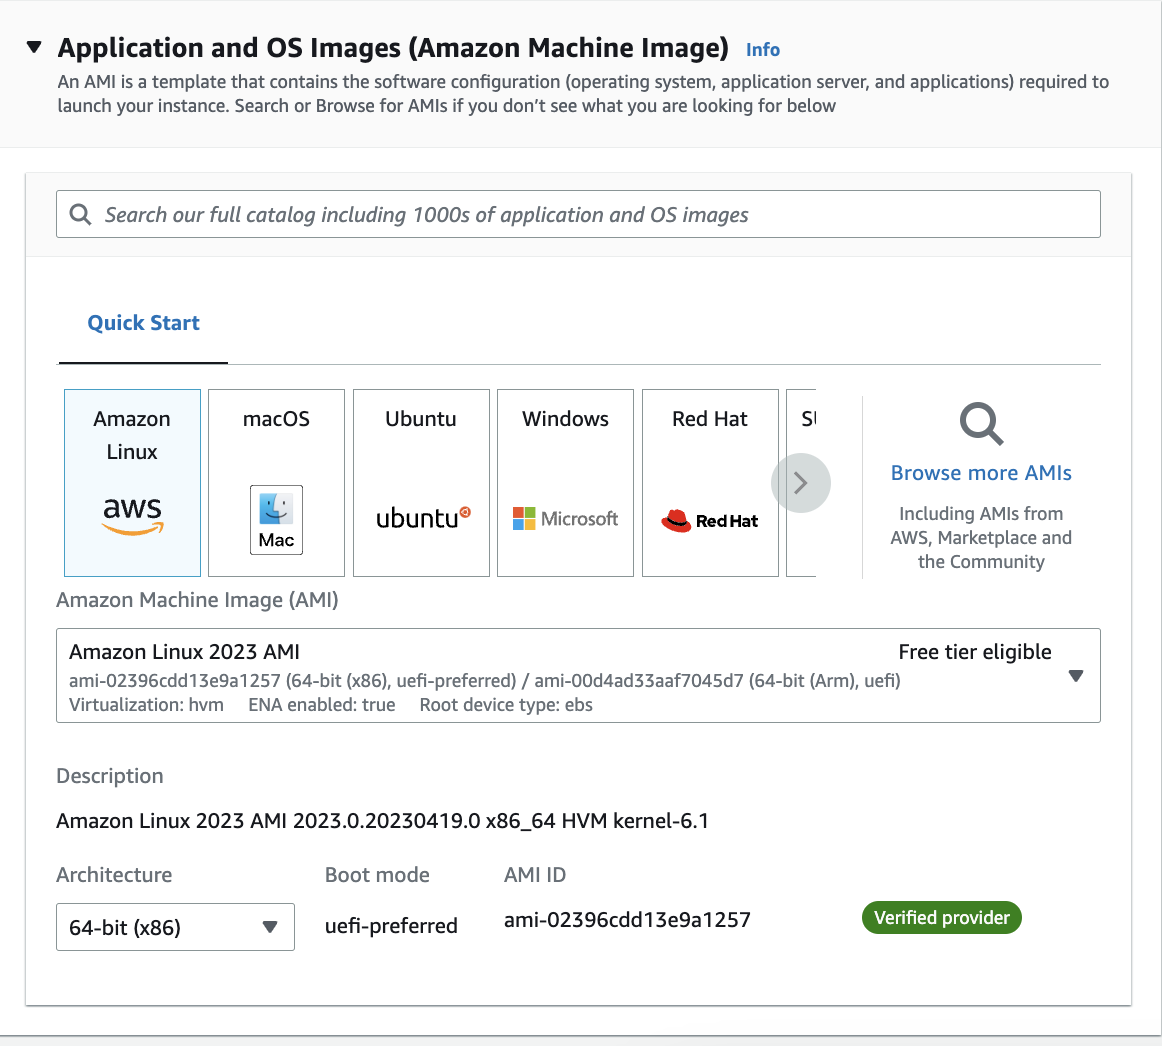 Application and OS Images (Amazon Machine Image) Info
An AMI is a template that contains the software configuration (operating system, application server, and applications) required to
launch your instance. Search or Browse for AMIs if you don’t see what you are looking for below
Search our full catalog including 1000s of application and OS images
Quick Start
Amazon
Linux
aws
macOS
Mac
Ubuntu
ubuntu
Windows
Microsoft
Red Hat
Red Hat
Browse more AMIs
Including AMIs from
AWS, Marketplace and
the Community
Amazon Machine Image (AMI)
Amazon Linux 2023 AMI Free tier eligible
ami-02396cdd13e9a1257 (64-bit (x86), uefi-preferred) / ami-00d4ad33aaf7045d7 (64-bit (Arm), uefi)
Virtualization: hvm ENA enabled: true Root device type: ebs
Description
Amazon Linux 2023 AMI 2023.0.20230419.0 x86_64 HVM kernel-6.1
Architecture Boot mode AMI ID
64-bit (x86) uefi-preferred ami-02396cdd13e9a1257 Verified provider